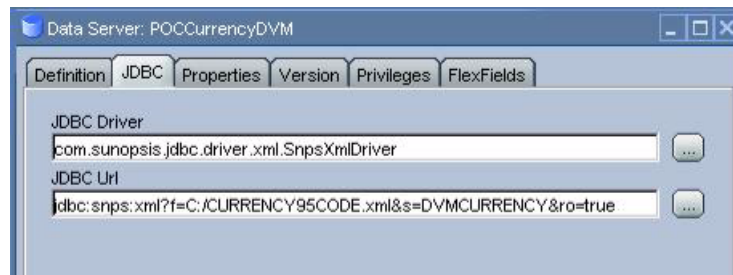 Data Server: POCCurrencyDVM
Definition JDBC Properties Version Privileges FlexFields
JDBC Driver
com.sunopsis.jdbc.driver.xml.SnpsXmlDriver
...
JDBC Url
jdbc:snps:xml?f=C:/CURRENCY95CODE.xml&s=DVMCURRENCY&ro=true
...